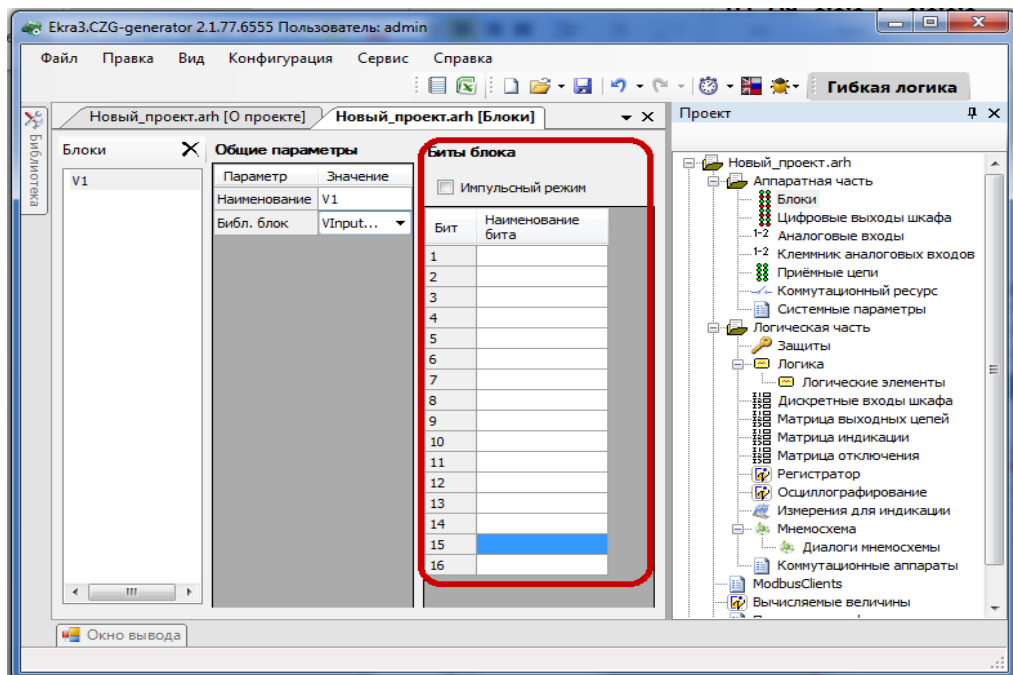 Ekra3.CZG-generator 2.1.77.6555 Пользователь: admin
Файл Правка Вид Конфигурация Сервис Справка
Гибкая логика
Библиотека
Новый_проект.arh [О проекте]
Новый_проект.arh [Блоки]
Блоки
V1
Общие параметры
Параметр Значение
Наименование V1
Библ. блок VInput...
Биты блока
Импульсный режим
Бит Наименование
бита
1
2
3
4
5
6
7
8
9
10
11
12
13
14
15
16
Проект
Новый_проект.arh
Аппаратная часть
Блоки
Цифровые выходы шкафа
1-2 Аналоговые входы
1-2 Клеммник аналоговых входов
Приёмные цепи
Коммутационный ресурс
Системные параметры
Логическая часть
Защиты
Логика
Логические элементы
Дискретные входы шкафа
Матрица выходных цепей
Матрица индикации
Матрица отключения
Регистратор
Осциллографирование
Измерения для индикации
Мнемосхема
Диалоги мнемосхемы
Коммутационные аппараты
ModbusClients
Вычисляемые величины
Окно вывода